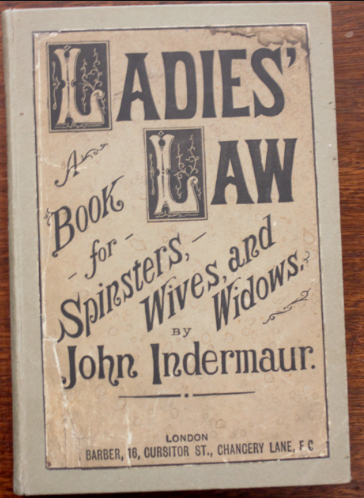 LADIES'
LAW
A
BOOK
for
Spinsters,
Wives, and
Widows.
BY
John Indermaur.
LONDON
BARBER, 16, CURSITOR ST., CHANCERY LANE, E C